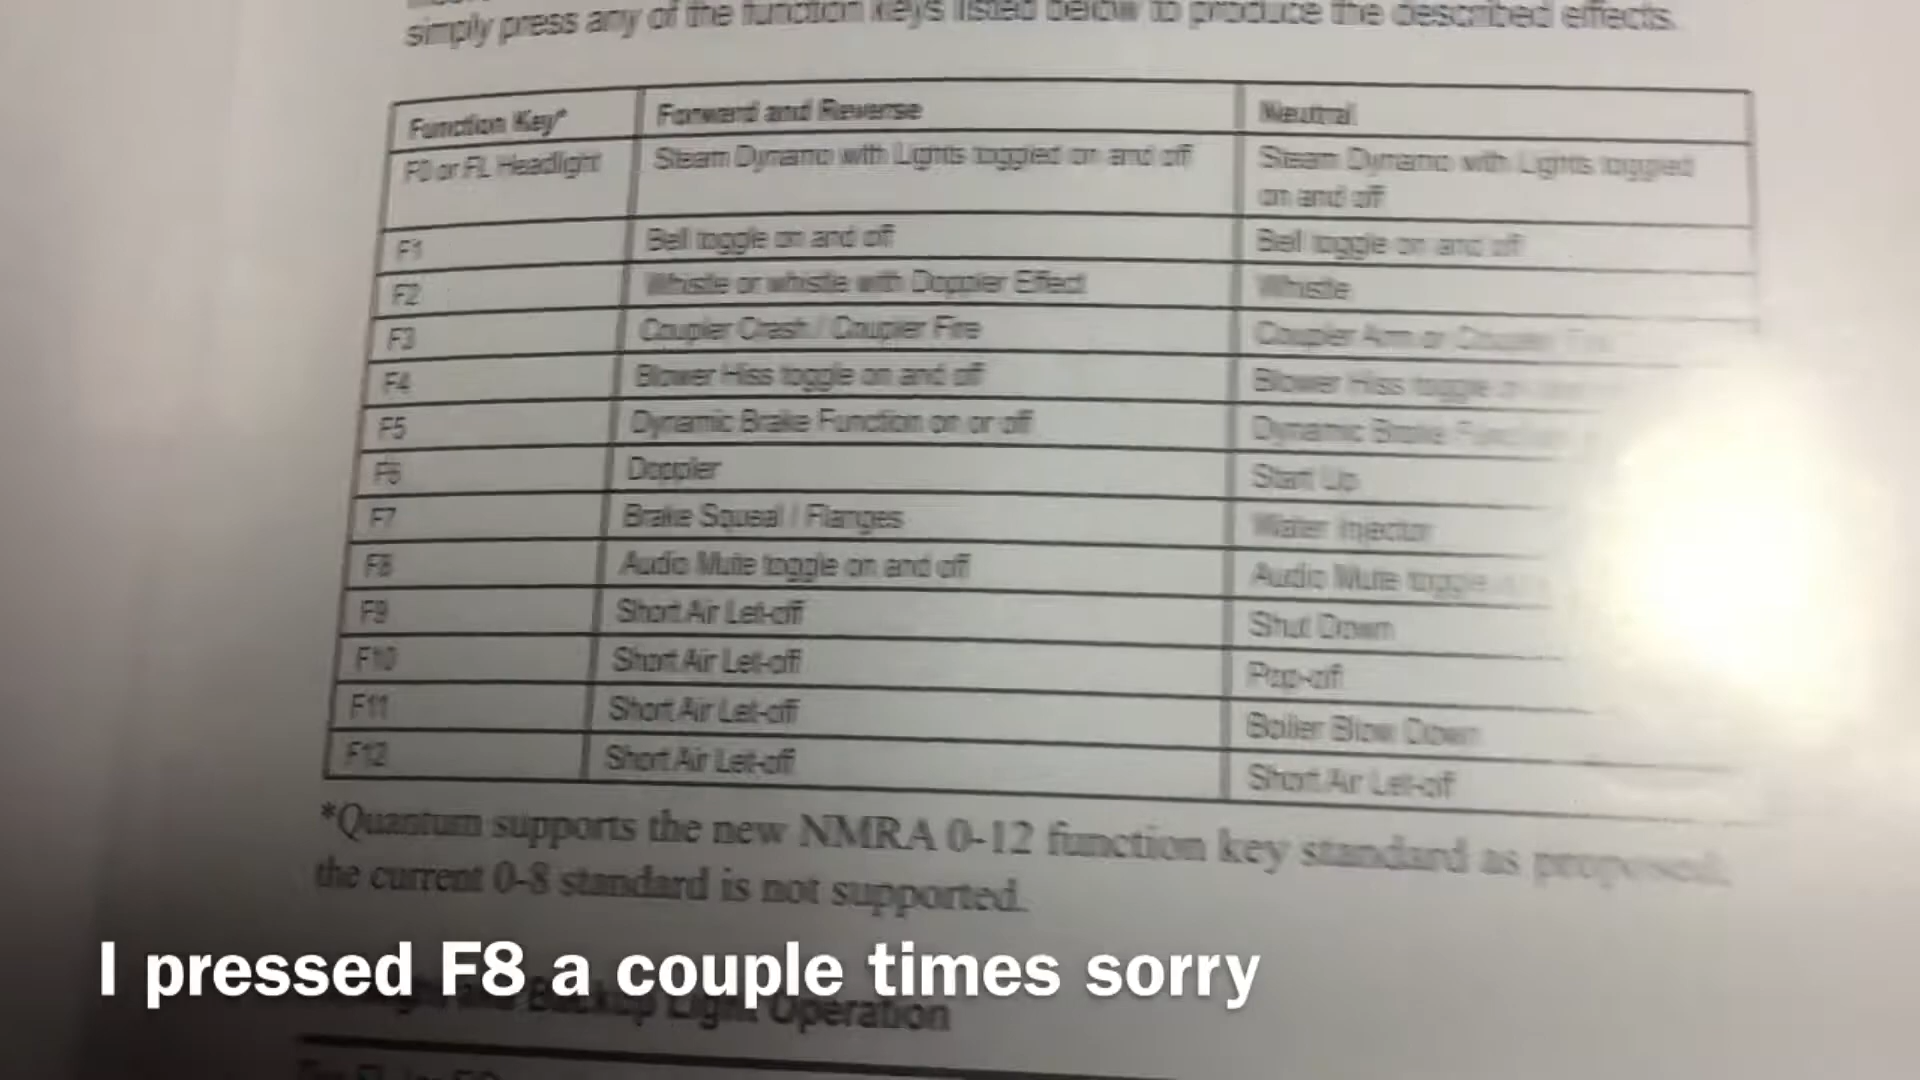 simply press any of the function keys listed below to produce the described effects.
Function Key* Forward and Reverse Neutral
F0 or FL Headlight Steam Dynamo with Lights toggled on and off Steam Dynamo with Lights toggled
on and off
F1 Bell toggle on and off Bell toggle on and off
F2 Whistle or whistle with Doppler Effect Whistle
F3 Coupler Crash / Coupler Fire Coupler Arm or Coupler
F4 Blower Hiss toggle on and off Blower Hiss toggle
F5 Dynamic Brake Function on or off Dynamic Brake Function
F6 Doppler Start Up
F7 Brake Squeal / Flanges Water Injector
F8 Audio Mute toggle on and off Audio Mute toggle
F9 Short Air Let-off Shut Down
F10 Short Air Let-off Pop-off
F11 Short Air Let-off Boiler Blow Down
F12 Short Air Let-off Short Air Let-off
*Quantum supports the new NMRA 0-12 function key standard as proposed;
the current 0-8 standard is not supported.
I pressed F8 a couple times sorry
Backup Light Operation